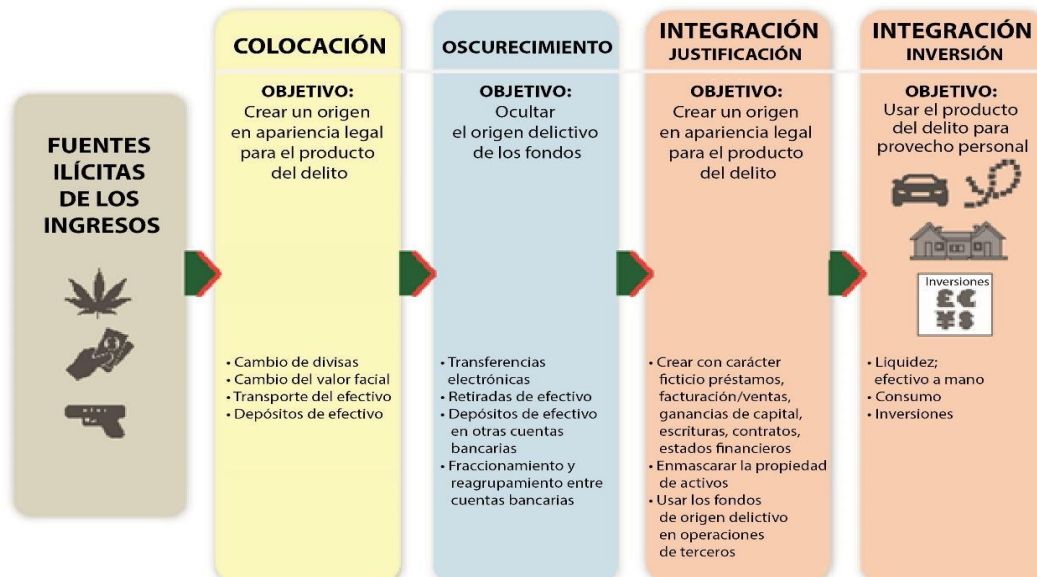 FUENTES
ILÍCITAS
DE LOS
INGRESOS
COLOCACIÓN
OBJETIVO:
Crear un origen
en apariencia legal
para el producto
del delito
• Cambio de divisas
• Cambio del valor facial
• Transporte del efectivo
• Depósitos de efectivo
OSCURECIMIENTO
OBJETIVO:
Ocultar
el origen delictivo
de los fondos
• Transferencias
electrónicas
• Retiradas de efectivo
• Depósitos de efectivo
en otras cuentas
bancarias
• Fraccionamiento y
reagrupamiento entre
cuentas bancarias
INTEGRACIÓN
JUSTIFICACIÓN
OBJETIVO:
Crear un origen
en apariencia legal
para el producto
del delito
• Crear con carácter
ficticio préstamos,
facturación/ventas,
ganancias de capital,
escrituras, contratos,
estados financieros
• Enmascarar la propiedad
de activos
• Usar los fondos
de origen delictivo
en operaciones
de terceros
INTEGRACIÓN
INVERSIÓN
OBJETIVO:
Usar el producto
del delito para
provecho personal
Inversiones
£ €
¥ $
• Liquidez;
efectivo a mano
• Consumo
• Inversiones